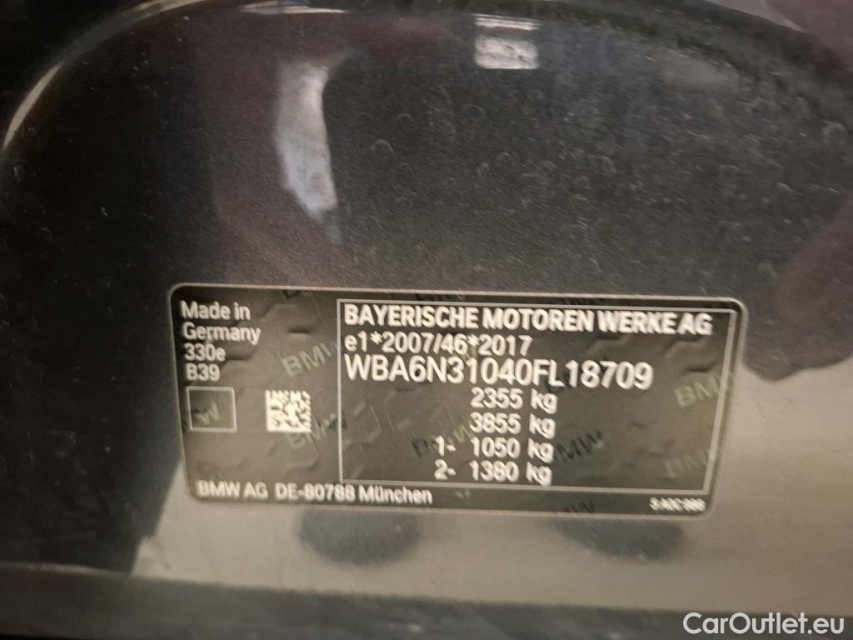 Made in
Germany
330e
B39
BAYERISCHE MOTOREN WERKE AG
e1*2007/46*2017
WBA6N31040FL18709
2355 kg
3855 kg
1- 1050 kg
2- 1380 kg
BMW AG DE-80788 München
CarOutlet.eu